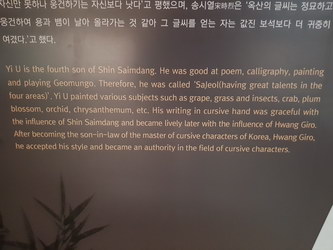 자신만 못하나 웅건하기는 자신보다 낫다'고 평했으며, 송시열宋時烈은 '옥산의 글씨는 정묘하고
웅건하여 용과 뱀이 날아 올라가는 것 같아 그 글씨를 얻는 자는 값진 보석보다 더 귀중히
여겼다.'고 했다.
Yi U is the fourth son of Shin Saimdang. He was good at poem, calligraphy, painting
and playing Geomungo. Therefore, he was called 'Sajeol(having great talents in the
four areas)'. Yi U painted various subjects such as grape, grass and insects, crab, plum
blossom, orchid, chrysanthemum, etc. His writing in cursive hand was graceful with
the influence of Shin Saimdang and became lively later with the influence of Hwang Giro.
After becoming the son-in-law of the master of cursive characters of Korea, Hwang Giro,
he accepted his style and became an authority in the field of cursive characters.